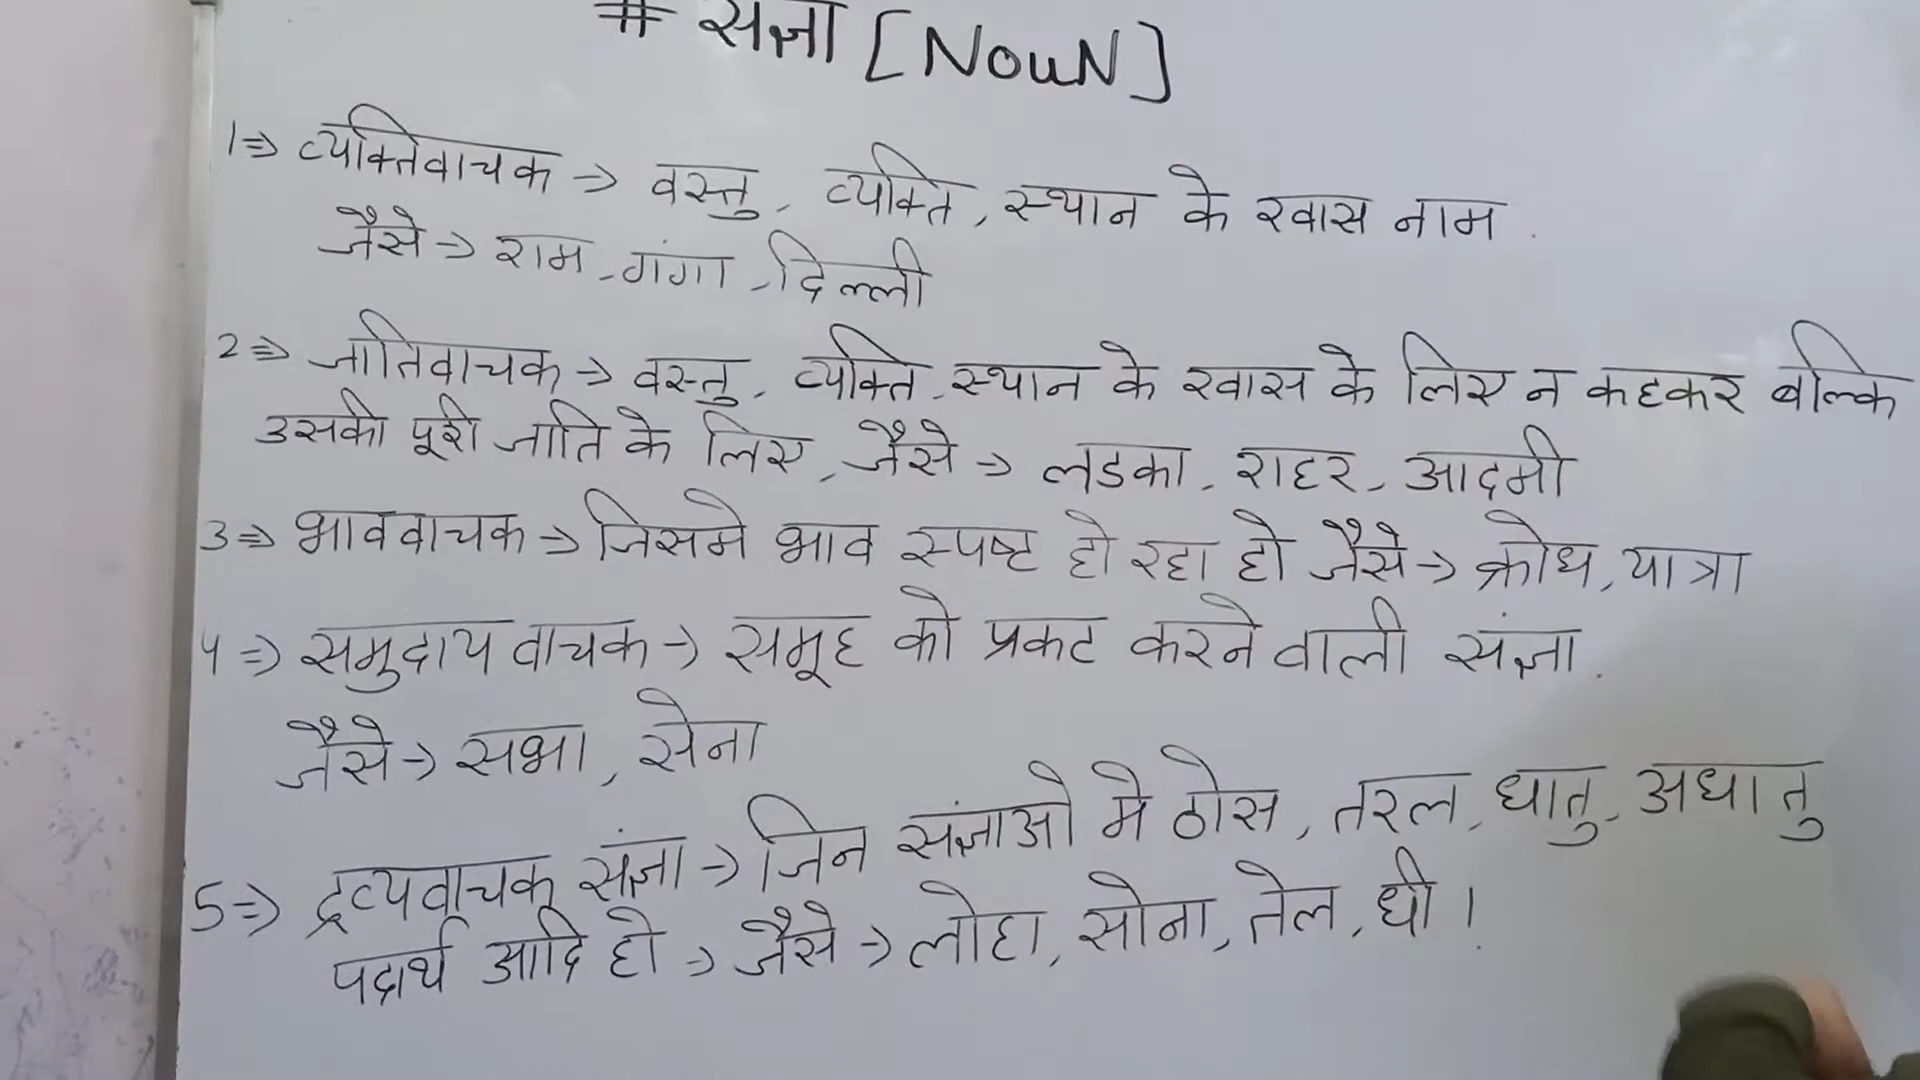 # सज्ञा [NouN]
1⇒ व्यक्तिवाचक → वस्तु, व्यक्ति, स्थान के खास नाम.
जैसे → राम, गंगा, दिल्ली
2⇒ जातिवाचक → वस्तु, व्यक्ति, स्थान के खास के लिए न कहकर बल्कि
उसकी पूरी जाति के लिए, जैसे → लडका, शहर, आदमी
3⇒ भाववाचक → जिसमे भाव स्पष्ट हो रहा हो जैसे → क्रोध, यात्रा
4⇒ समुदाय वाचक → समूह को प्रकट करने वाली संज्ञा.
जैसे → सभा, सेना
5⇒ द्रव्यवाचक संज्ञा → जिन संज्ञाओ मे ठोस, तरल, धातु, अधातु
पदार्थ आदि हो → जैसे → लोहा, सोना, तेल, घी।